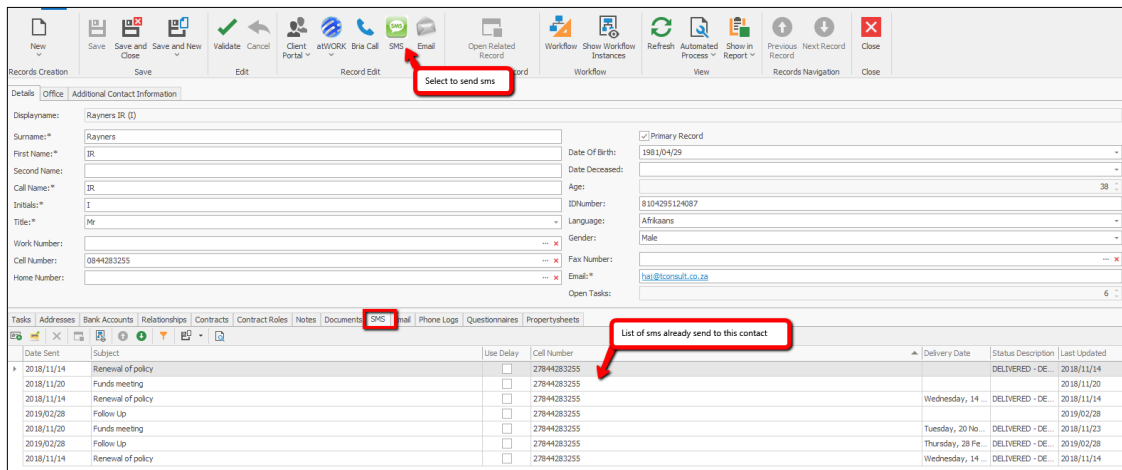 New Save Save and Close Save and New Validate Cancel Client Portal atWORK Bria Call SMS Email Open Related Record Workflow Show Workflow Instances Refresh Automated Process Show in Report Previous Record Next Record Close
Records Creation Save Edit Record Edit ord Workflow View Records Navigation Close
Select to send sms
Details Office Additional Contact Information
Displayname: Rayners IR (I)
Surname:* Rayners Primary Record
First Name:* IR Date Of Birth: 1981/04/29
Second Name: Date Deceased:
Call Name:* IR Age: 38
Initials:* I IDNumber: 8104295124087
Title:* Mr Language: Afrikaans
Work Number: Gender: Male
Cell Number: 0844283255 Fax Number:
Home Number: Email:* haj@tconsult.co.za
Open Tasks: 6
Tasks Addresses Bank Accounts Relationships Contracts Contract Roles Notes Documents SMS mail Phone Logs Questionnaires Propertysheets
List of sms already send to this contact
Date Sent Subject Use Delay Cell Number Delivery Date Status Description Last Updated
2018/11/14 Renewal of policy 27844283255 DELIVERED - DE... 2018/11/14
2018/11/20 Funds meeting 27844283255 2018/11/20
2018/11/14 Renewal of policy 27844283255 Wednesday, 14 ... DELIVERED - DE... 2018/11/14
2019/02/28 Follow Up 27844283255 2019/02/28
2018/11/20 Funds meeting 27844283255 Tuesday, 20 No... DELIVERED - DE... 2018/11/23
2019/02/28 Follow Up 27844283255 Thursday, 28 Fe... DELIVERED - DE... 2019/02/28
2018/11/14 Renewal of policy 27844283255 Wednesday, 14 ... DELIVERED - DE... 2018/11/14